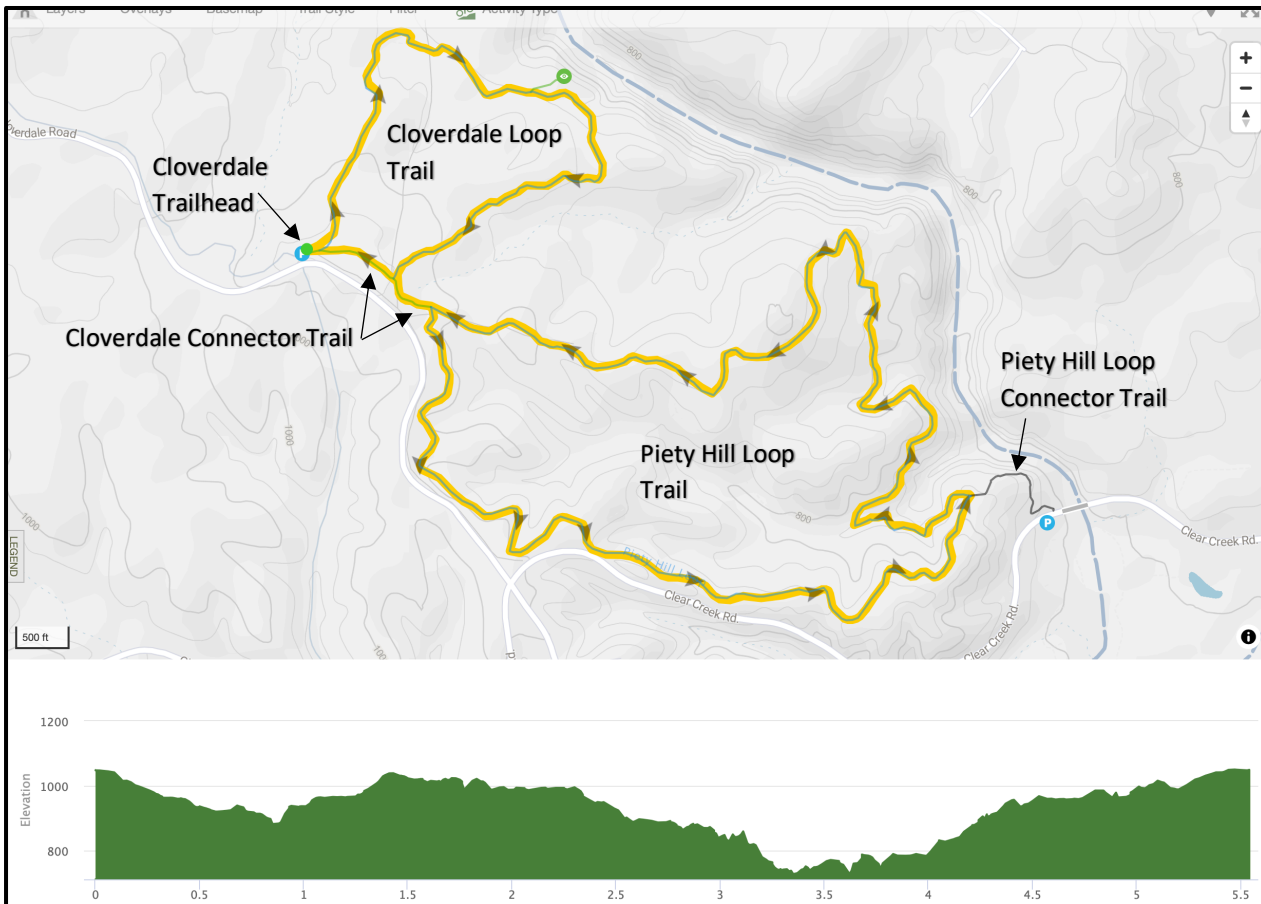 Layers Overlays Basemap Trail Style Filter Activity Type
800
+
−
Cloverdale Loop
Trail
Cloverdale
Trailhead
800
800
1000
Cloverdale Connector Trail
Piety Hill Loop
Connector Trail
1000
Piety Hill Loop
Trail
800
P
1000
LEGEND
Clear Creek Rd.
Clear Creek Rd.
Clear Creek Rd.
500 ft
1200
1000
800
Elevation
0 0.5 1 1.5 2 2.5 3 3.5 4 4.5 5 5.5